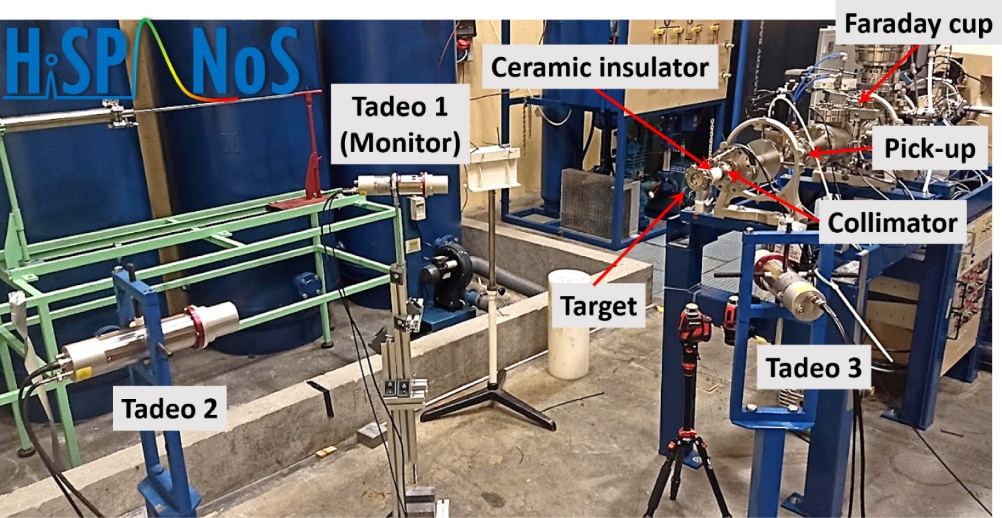 HiSPANoS
Faraday cup
Ceramic insulator
Tadeo 1
(Monitor)
Pick-up
Collimator
Target
Tadeo 3
Tadeo 2